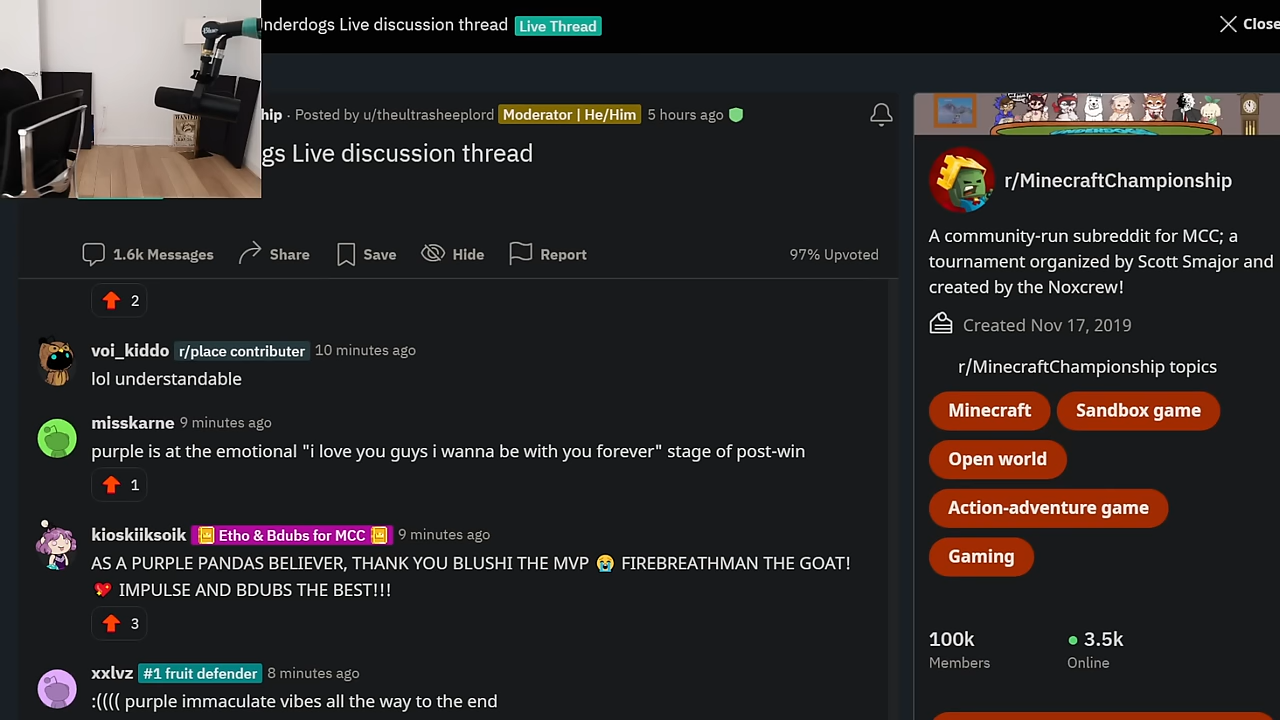 nderdogs Live discussion thread Live Thread
Close
hip · Posted by u/theultrasheeplord Moderator | He/Him 5 hours ago
gs Live discussion thread
1.6k Messages Share Save Hide Report 97% Upvoted
2
voi_kiddo r/place contributer 10 minutes ago
lol understandable
misskarne 9 minutes ago
purple is at the emotional "i love you guys i wanna be with you forever" stage of post-win
1
kioskiiksoik Etho & Bdubs for MCC 9 minutes ago
AS A PURPLE PANDAS BELIEVER, THANK YOU BLUSHI THE MVP 😭 FIREBREATHMAN THE GOAT!
💖 IMPULSE AND BDUBS THE BEST!!!
3
xxlvz #1 fruit defender 8 minutes ago
:(((( purple immaculate vibes all the way to the end
r/MinecraftChampionship
A community-run subreddit for MCC; a
tournament organized by Scott Smajor and
created by the Noxcrew!
Created Nov 17, 2019
r/MinecraftChampionship topics
Minecraft Sandbox game
Open world
Action-adventure game
Gaming
100k 3.5k
Members Online